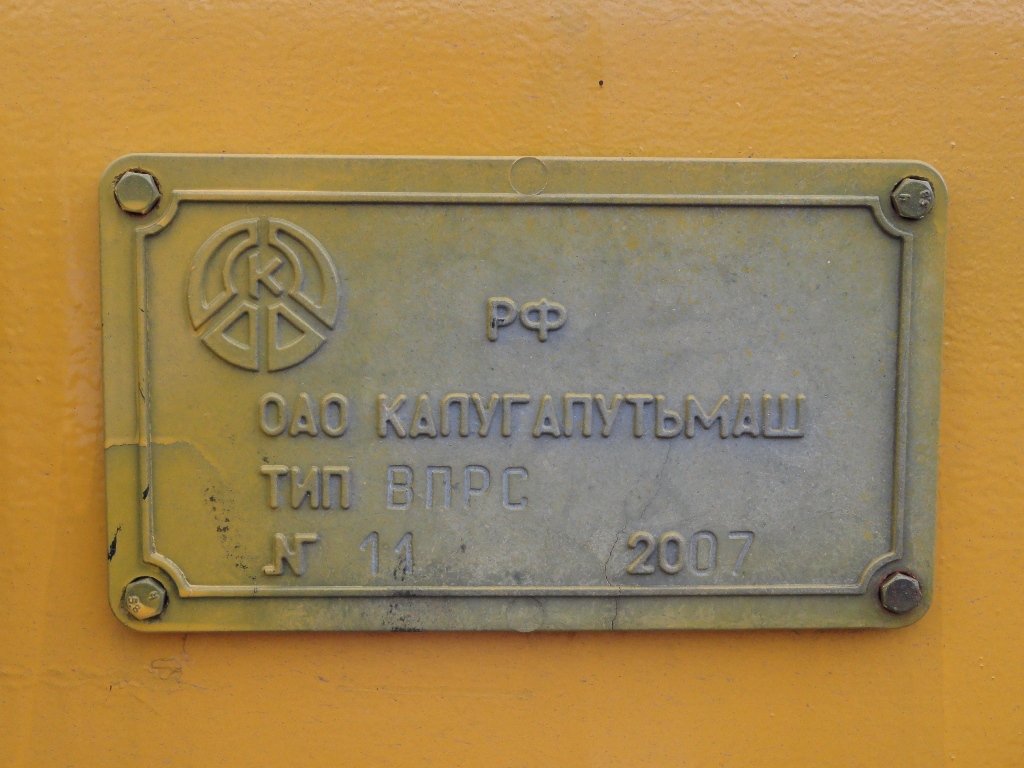 К
РФ
ОАО КАЛУГАПУТЬМАШ
ТИП ВПРС
№ 11 2007